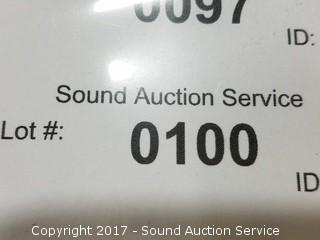 0097
ID:
Sound Auction Service
Lot #: 0100
ID
Copyright 2017 - Sound Auction Service